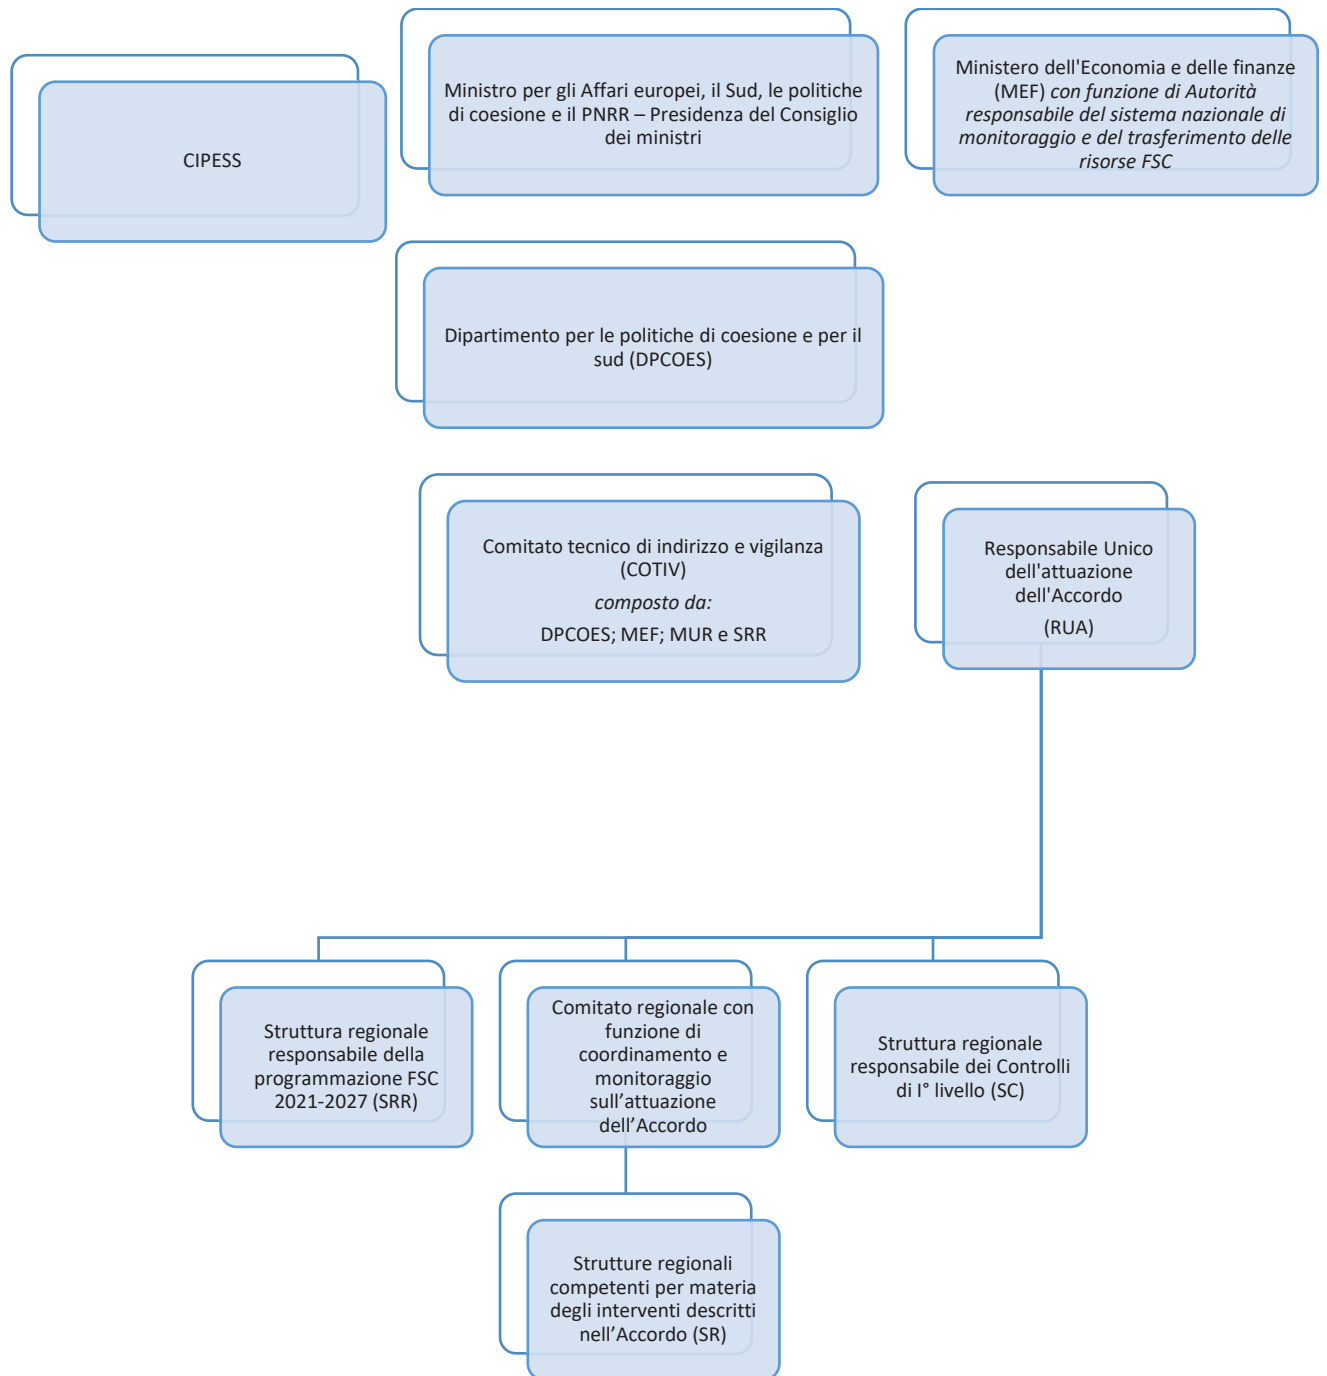 CIPESS
Ministro per gli Affari europei, il Sud, le politiche
di coesione e il PNRR – Presidenza del Consiglio
dei ministri
Ministero dell'Economia e delle finanze
(MEF) con funzione di Autorità
responsabile del sistema nazionale di
monitoraggio e del trasferimento delle
risorse FSC
Dipartimento per le politiche di coesione e per il
sud (DPCOES)
Comitato tecnico di indirizzo e vigilanza
(COTIV)
composto da:
DPCOES; MEF; MUR e SRR
Responsabile Unico
dell'attuazione
dell'Accordo
(RUA)
Struttura regionale
responsabile della
programmazione FSC
2021-2027 (SRR)
Comitato regionale con
funzione di
coordinamento e
monitoraggio
sull’attuazione
dell’Accordo
Struttura regionale
responsabile dei Controlli
di I° livello (SC)
Strutture regionali
competenti per materia
degli interventi descritti
nell’Accordo (SR)